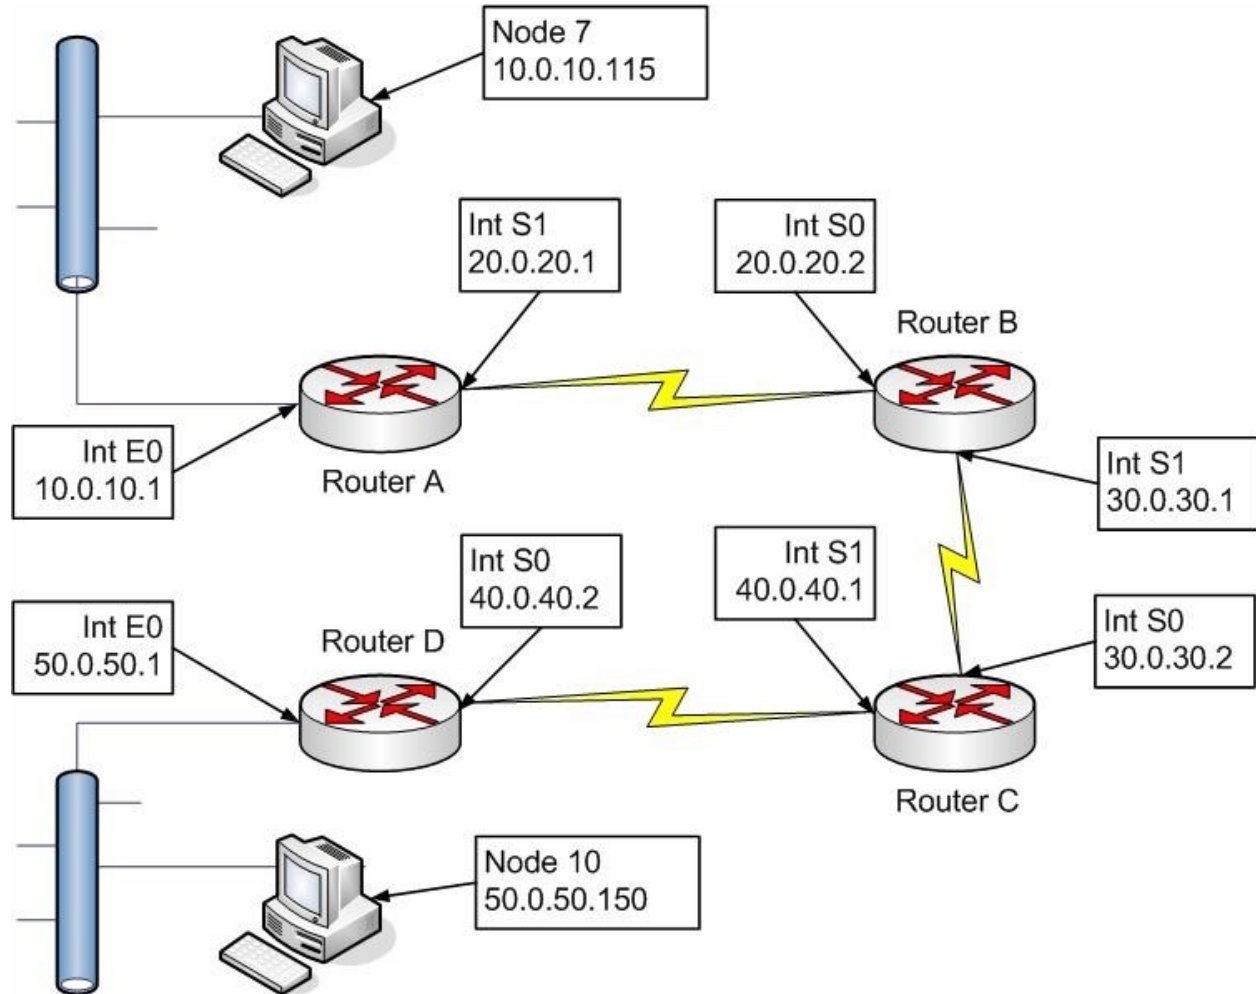 Node 7
10.0.10.115
Int S1
20.0.20.1
Int S0
20.0.20.2
Router B
Int E0
10.0.10.1
Router A
Int S1
30.0.30.1
Int S0
40.0.40.2
Int S1
40.0.40.1
Int E0
50.0.50.1
Router D
Int S0
30.0.30.2
Router C
Node 10
50.0.50.150